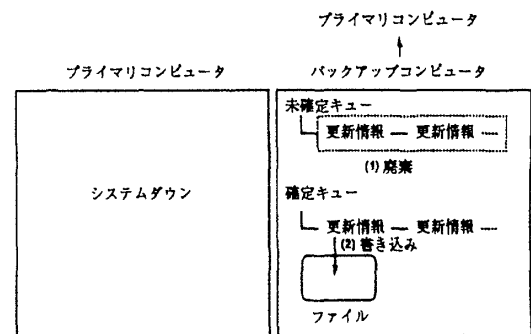 プライマリコンピュータ
プライマリコンピュータ
バックアップコンピュータ
システムダウン
未確定キュー
更新情報 — 更新情報 —
(1) 廃棄
確定キュー
更新情報 — 更新情報 —
(2) 書き込み
ファイル